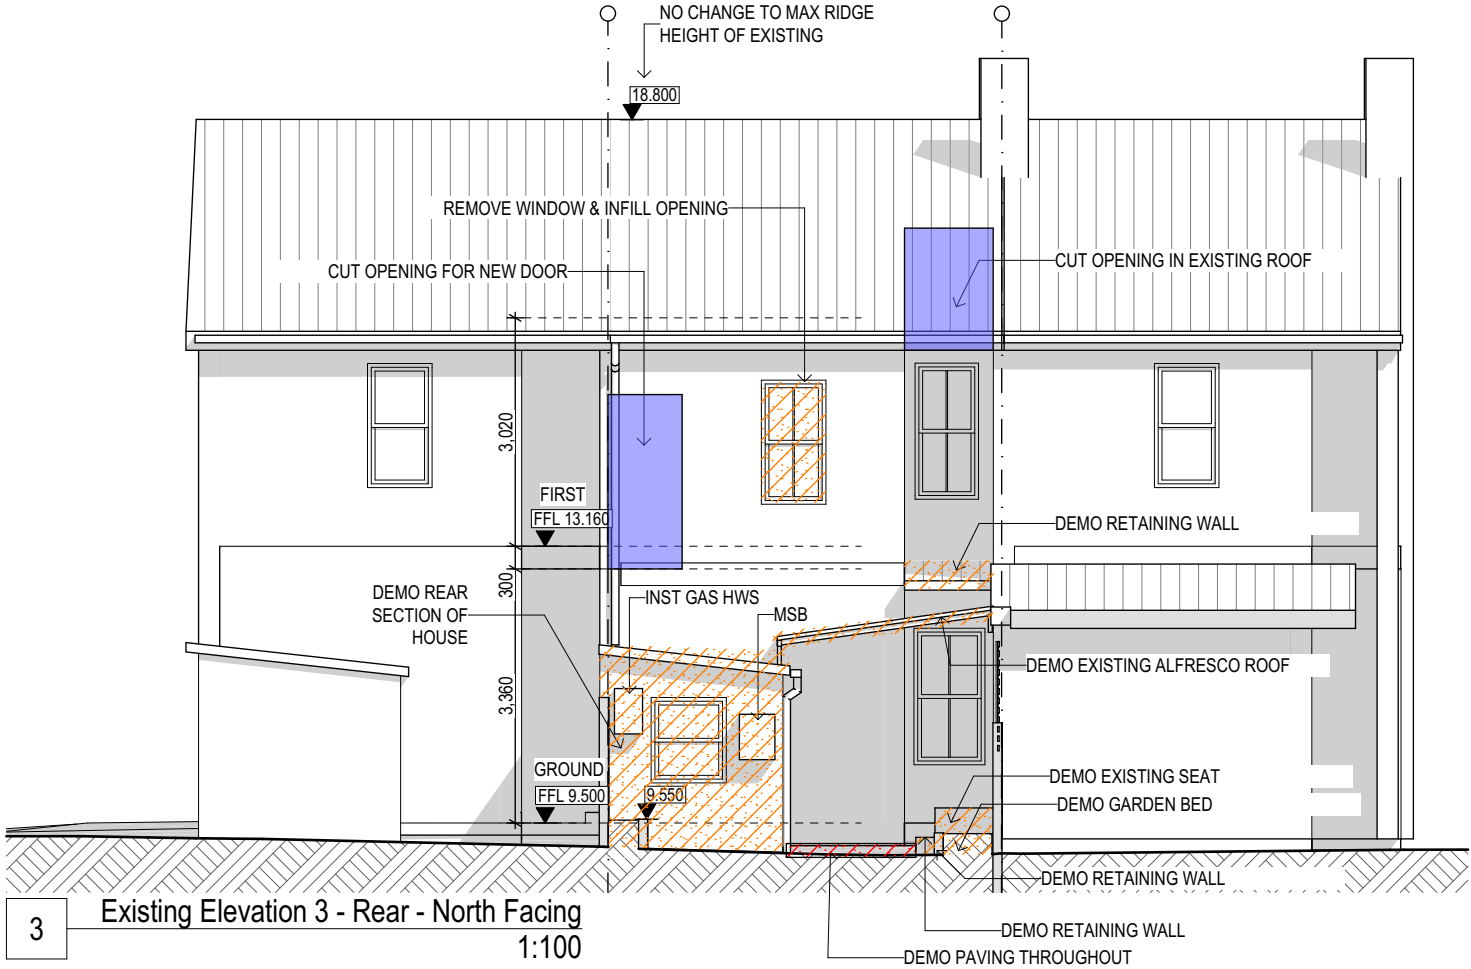 NO CHANGE TO MAX RIDGE
HEIGHT OF EXISTING
18.800
REMOVE WINDOW & INFILL OPENING
CUT OPENING FOR NEW DOOR
CUT OPENING IN EXISTING ROOF
3,020
FIRST
FFL 13.160
DEMO RETAINING WALL
300
DEMO REAR
SECTION OF
HOUSE
INST GAS HWS
MSB
DEMO EXISTING ALFRESCO ROOF
3,360
GROUND
FFL 9.500
9.550
DEMO EXISTING SEAT
DEMO GARDEN BED
DEMO RETAINING WALL
DEMO RETAINING WALL
DEMO PAVING THROUGHOUT
3
Existing Elevation 3 - Rear - North Facing
1:100